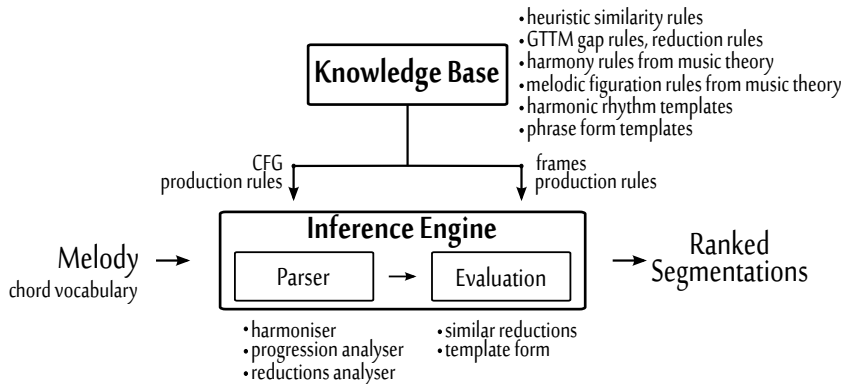 Knowledge Base
•heuristic similarity rules
•GTTM gap rules, reduction rules
•harmony rules from music theory
•melodic figuration rules from music theory
•harmonic rhythm templates
•phrase form templates
CFG
production rules
frames
production rules
Inference Engine
Melody
chord vocabulary
Parser
Evaluation
Ranked
Segmentations
•harmoniser
•progression analyser
•reductions analyser
•similar reductions
•template form